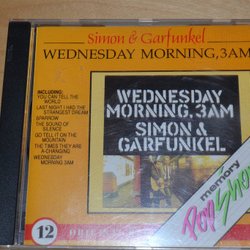 Simon & Garfunkel
WEDNESDAY MORNING, 3AM
INCLUDING:
YOU CAN TELL THE
WORLD
LAST NIGHT I HAD THE
STRANGEST DREAM
SPARROW
THE SOUND OF
SILENCE
GO TELL IT ON THE
MOUNTAIN
THE TIMES THEY ARE
A-CHANGING
WEDNESDAY
MORNING 3AM
WEDNESDAY
MORNING, 3AM
SIMON &
GARFUNKEL
memory
Pop Shop
12